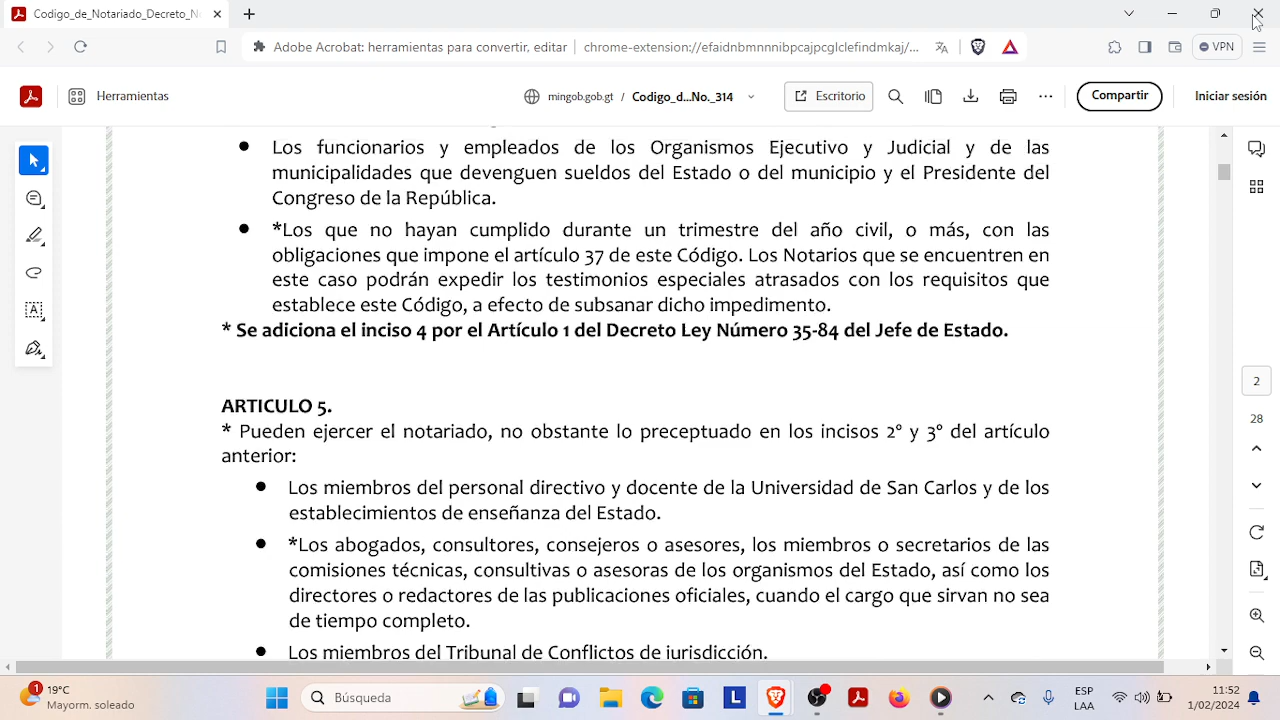 Codigo_de_Notariado_Decreto_N
Adobe Acrobat: herramientas para convertir, editar
chrome-extension://efaidnbmnnnibpcajpcglclefindmkaj/...
VPN
Herramientas
mingob.gob.gt / Codigo_d...No._314
Escritorio
Compartir
Iniciar sesión
Los funcionarios y empleados de los Organismos Ejecutivo y Judicial y de las
municipalidades que devenguen sueldos del Estado o del municipio y el Presidente del
Congreso de la República.
*Los que no hayan cumplido durante un trimestre del año civil, o más, con las
obligaciones que impone el artículo 37 de este Código. Los Notarios que se encuentren en
este caso podrán expedir los testimonios especiales atrasados con los requisitos que
establece este Código, a efecto de subsanar dicho impedimento.
* Se adiciona el inciso 4 por el Artículo 1 del Decreto Ley Número 35-84 del Jefe de Estado.
ARTICULO 5.
* Pueden ejercer el notariado, no obstante lo preceptuado en los incisos 2° y 3° del artículo
anterior:
Los miembros del personal directivo y docente de la Universidad de San Carlos y de los
establecimientos de enseñanza del Estado.
*Los abogados, consultores, consejeros o asesores, los miembros o secretarios de las
comisiones técnicas, consultivas o asesoras de los organismos del Estado, así como los
directores o redactores de las publicaciones oficiales, cuando el cargo que sirvan no sea
de tiempo completo.
Los miembros del Tribunal de Conflictos de jurisdicción.
2
28
1
19°C
Mayorm. soleado
Búsqueda
ESP
LAA
11:52
1/02/2024